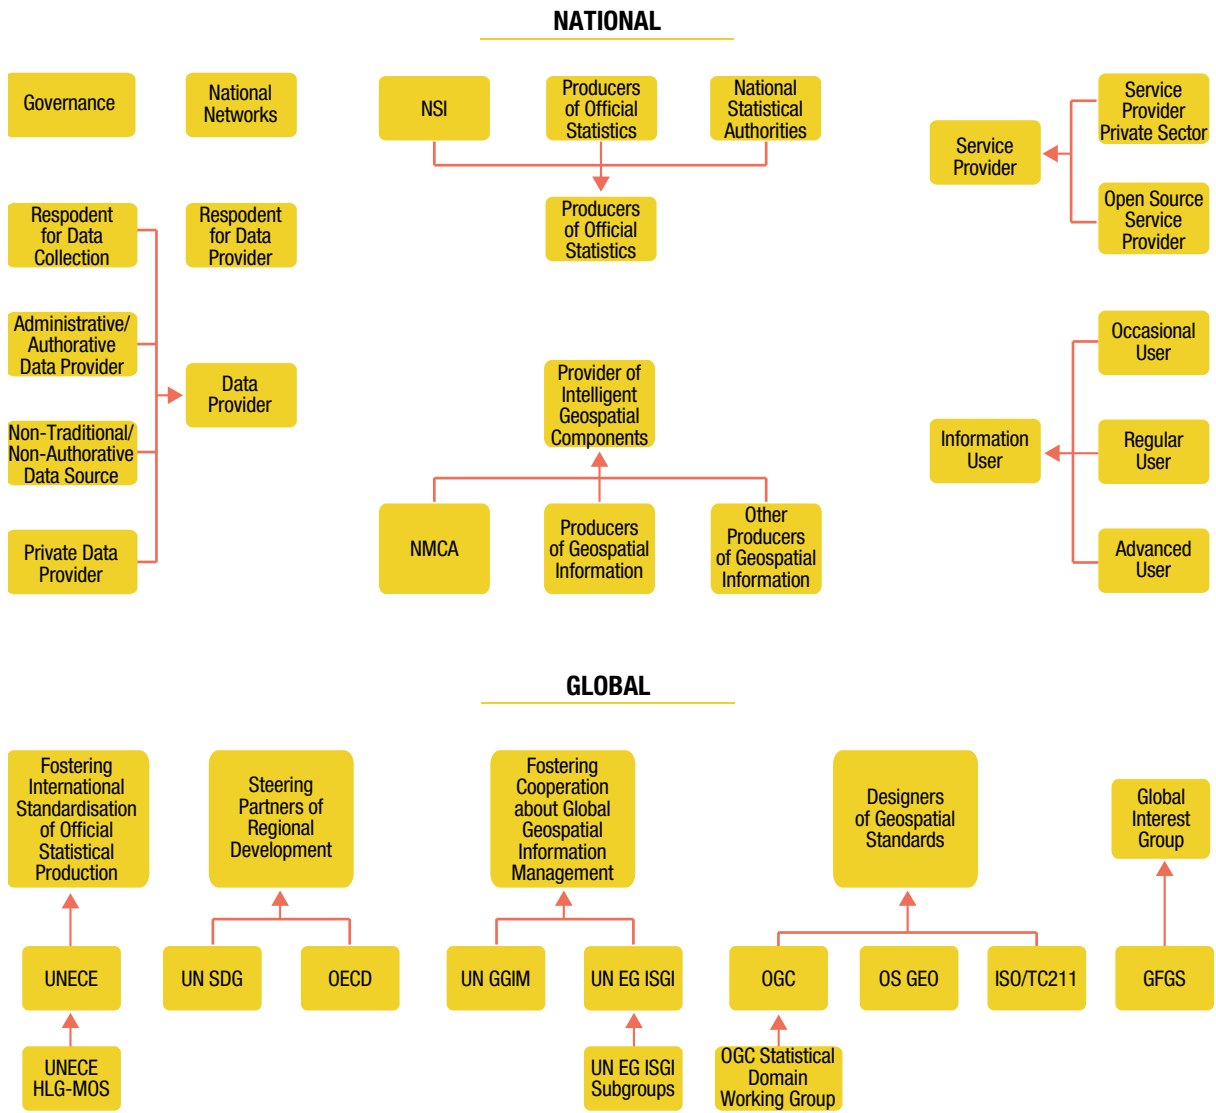 NATIONAL
Governance
National
Networks
NSI
Producers
of Official
Statistics
National
Statistical
Authorities
Service
Provider
Service
Provider
Private Sector
Open Source
Service
Provider
Respodent
for Data
Collection
Respodent
for Data
Provider
Producers
of Official
Statistics
Administrative/
Authorative
Data Provider
Data
Provider
Non-Traditional/
Non-Authorative
Data Source
Private Data
Provider
Provider of
Intelligent
Geospatial
Components
NMCA
Producers
of Geospatial
Information
Other
Producers
of Geospatial
Information
Information
User
Occasional
User
Regular
User
Advanced
User
GLOBAL
Fostering
International
Standardisation
of Official
Statistical
Production
Steering
Partners of
Regional
Development
Fostering
Cooperation
about Global
Geospatial
Information
Management
Designers
of Geospatial
Standards
Global
Interest
Group
UNECE
UN SDG
OECD
UN GGIM
UN EG ISGI
OGC
OS GEO
ISO/TC211
GFGS
UNECE
HLG-MOS
UN EG ISGI
Subgroups
OGC Statistical
Domain
Working Group